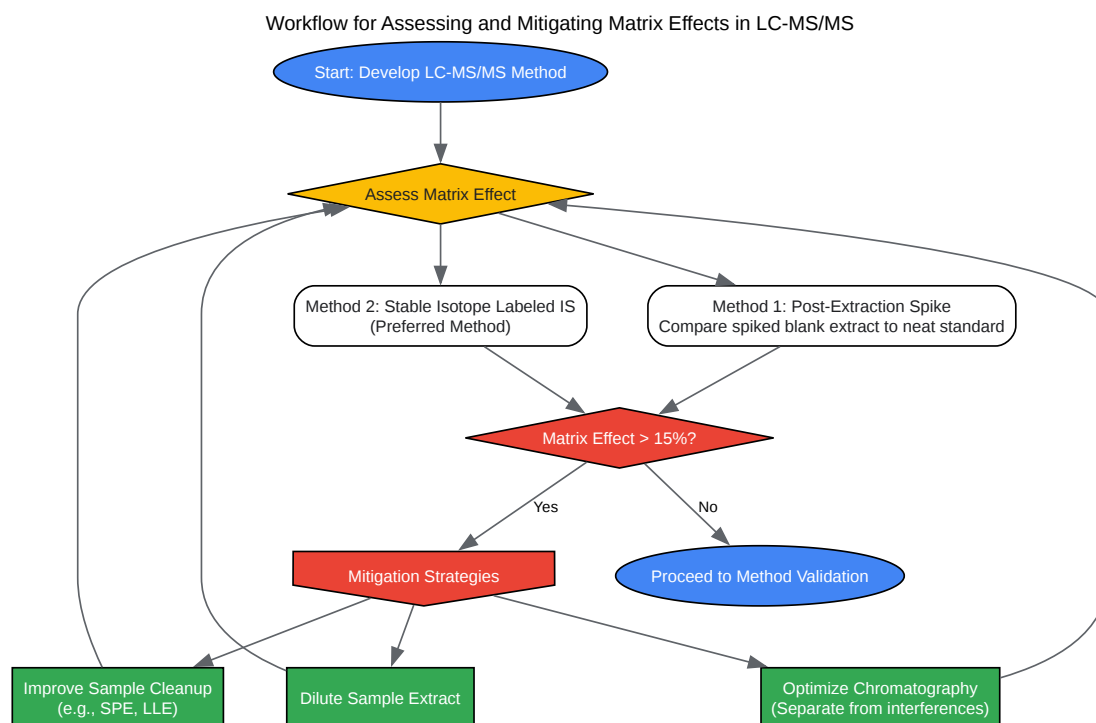 Workflow for Assessing and Mitigating Matrix Effects in LC-MS/MS
Start: Develop LC-MS/MS Method
Assess Matrix Effect
Method 2: Stable Isotope Labeled IS
(Preferred Method)
Method 1: Post-Extraction Spike
Compare spiked blank extract to neat standard
Matrix Effect > 15%?
Yes
No
Mitigation Strategies
Proceed to Method Validation
Improve Sample Cleanup
(e.g., SPE, LLE)
Dilute Sample Extract
Optimize Chromatography
(Separate from interferences)